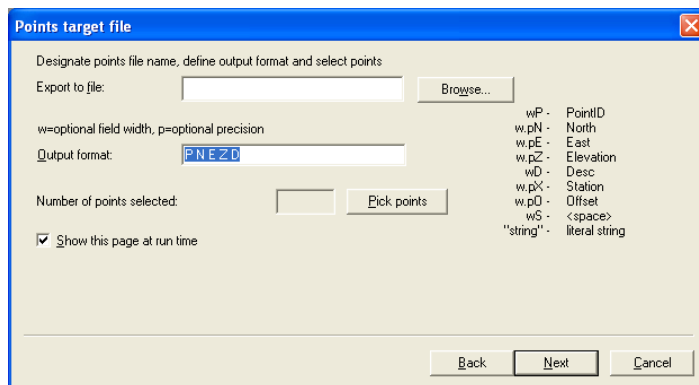 Points target file
Designate points file name, define output format and select points
Export to file:
Browse...
w=optional field width, p=optional precision
Output format:
P N E Z D
wP - PointID
w.pN - North
w.pE - East
w.pZ - Elevation
wD - Desc
w.pX - Station
w.pO - Offset
wS - <space>
"string" - literal string
Number of points selected:
Pick points
Show this page at run time
Back
Next
Cancel